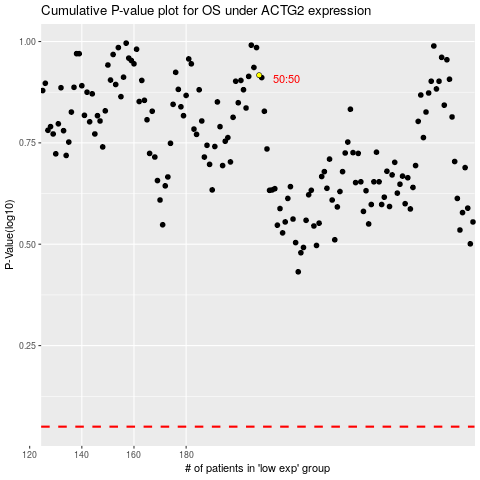 Cumulative P-value plot for OS under ACTG2 expression
1.00
50:50
0.75
P-Value(log10)
0.50
0.25
120 140 160 180
# of patients in 'low exp' group